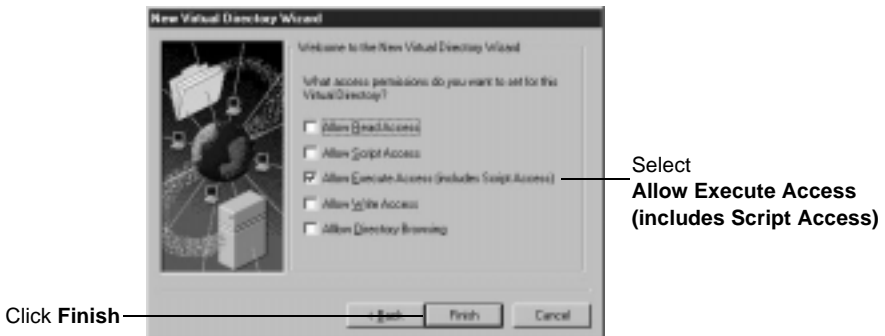 New Virtual Directory Wizard
Welcome to the New Virtual Directory Wizard
What access permissions do you want to set for this
Virtual Directory?
Allow Read Access
Allow Script Access
Allow Execute Access (includes Script Access)
Allow Write Access
Allow Directory Browsing
Select
Allow Execute Access
(includes Script Access)
Click Finish
< Back
Finish
Cancel